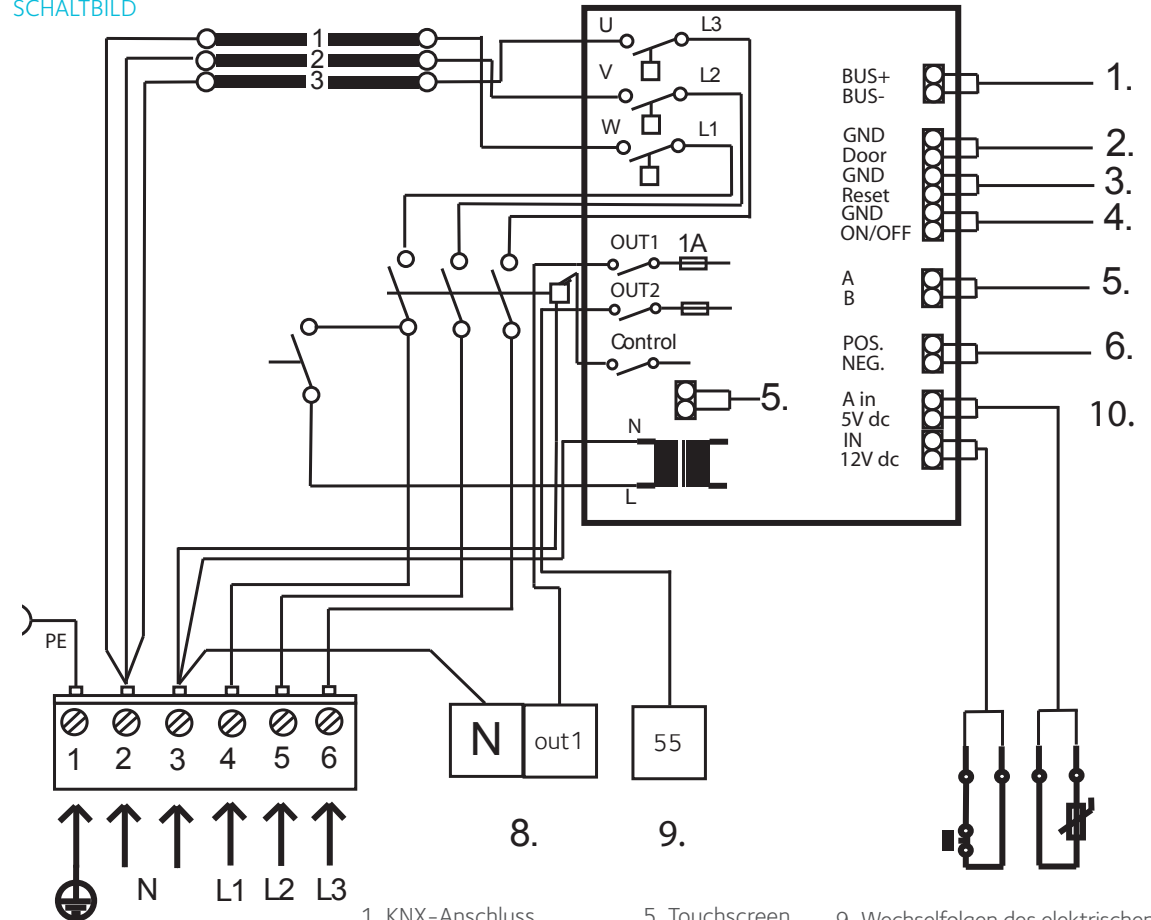 SCHALTBILD
1
2
3
U L3
V L2
W L1
OUT1 1A
OUT2
Control
5.
N
L
BUS+
BUS-
1.
GND
Door
2.
GND
Reset
3.
GND
ON/OFF
4.
A
B
5.
POS.
NEG.
6.
A in
5V dc
10.
IN
12V dc
PE
1 2 3 4 5 6
N L1 L2 L3
N out1
8.
55
9.
1. KNX-Anschluss 5. Touchscreen 9. Wechselfolgen des elektrischen